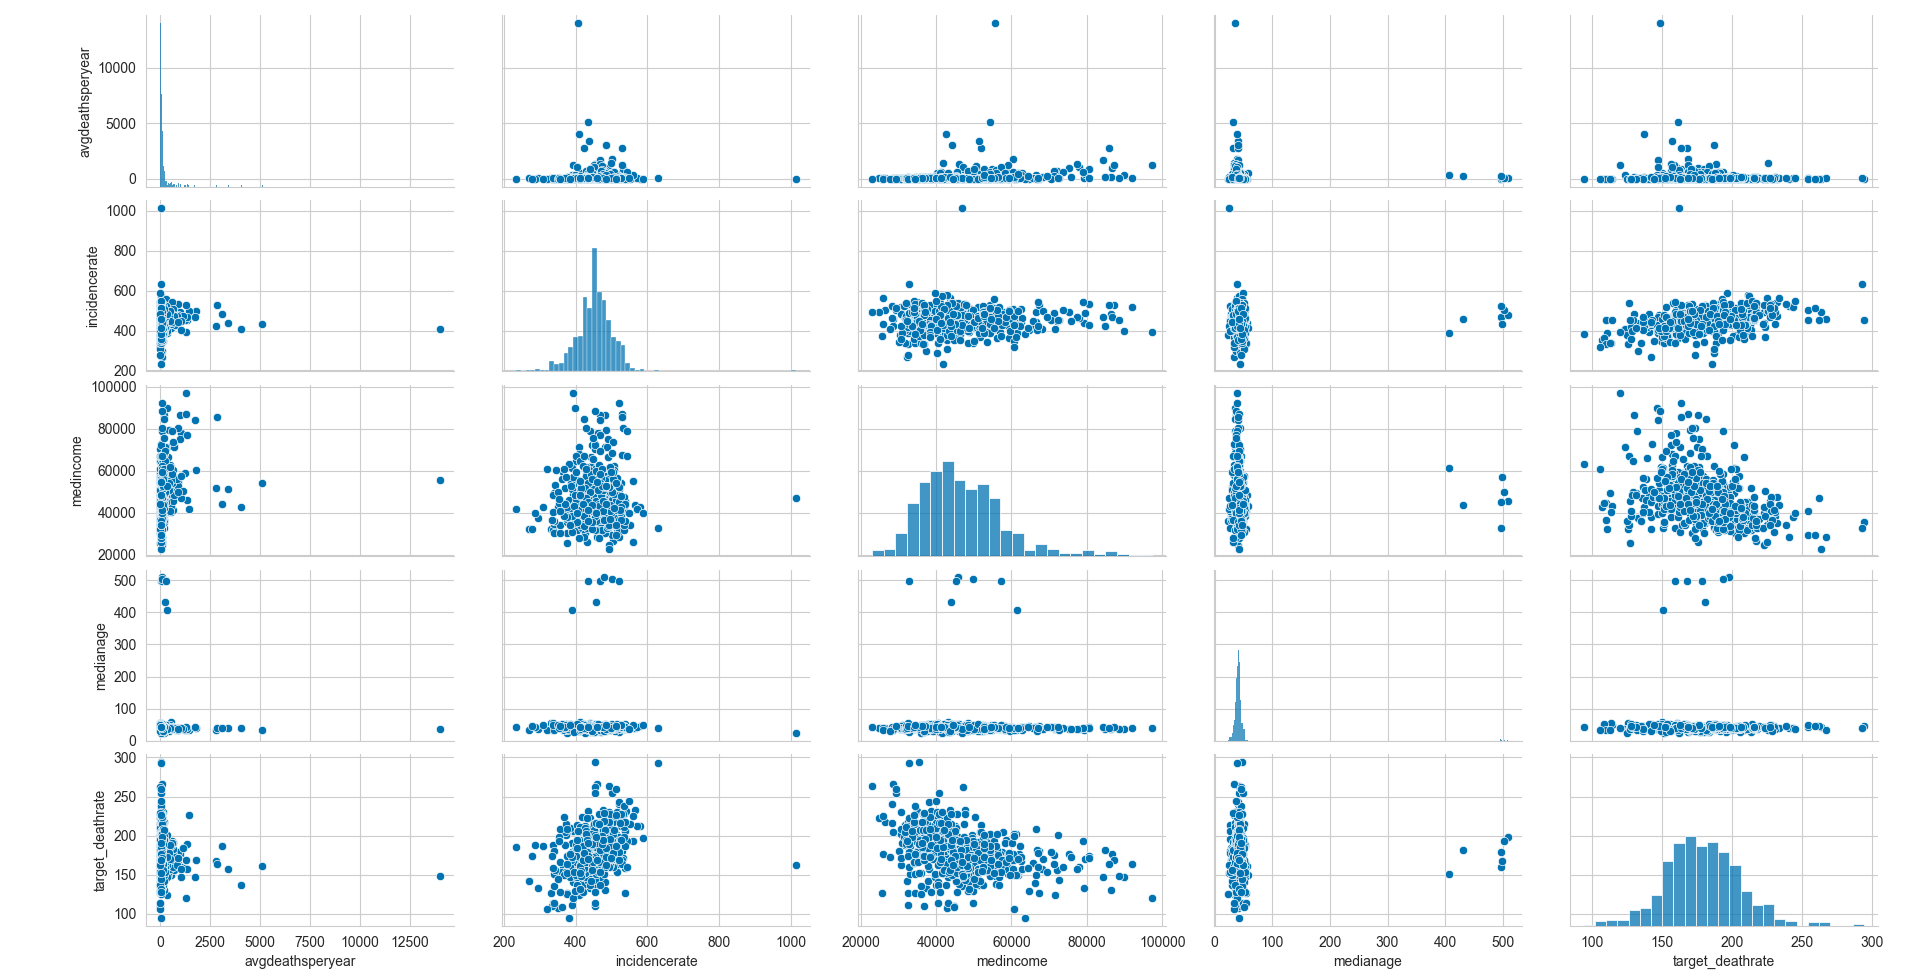 10000
5000
0
avgdeathsperyear
1000
800
600
400
200
incidencerate
100000
80000
60000
40000
20000
medincome
500
400
300
200
100
0
medianage
300
250
200
150
100
target_deathrate
0 2500 5000 7500 10000 12500
avgdeathsperyear
200 400 600 800 1000
incidencerate
20000 40000 60000 80000 100000
medincome
0 100 200 300 400 500
medianage
100 150 200 250 300
target_deathrate